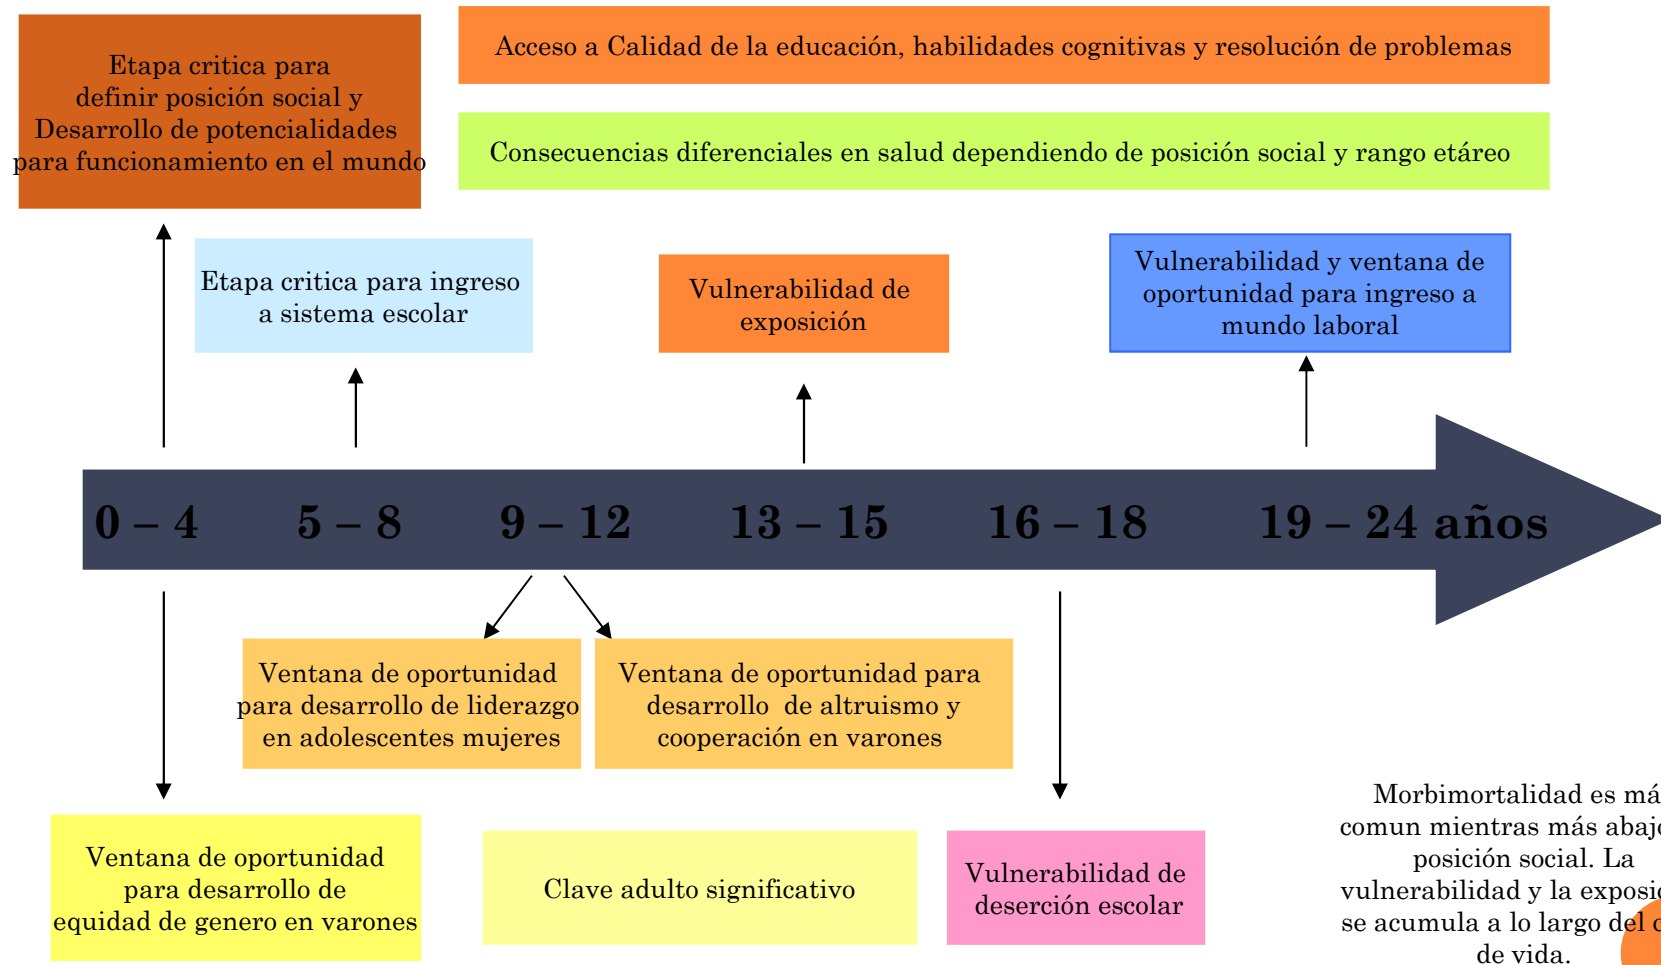 Etapa critica para
definir posición social y
Desarrollo de potencialidades
para funcionamiento en el mundo
Acceso a Calidad de la educación, habilidades cognitivas y resolución de problemas
Consecuencias diferenciales en salud dependiendo de posición social y rango etáreo
Etapa critica para ingreso
a sistema escolar
Vulnerabilidad de
exposición
Vulnerabilidad y ventana de
oportunidad para ingreso a
mundo laboral
0 – 4
5 – 8
9 – 12
13 – 15
16 – 18
19 – 24 años
Ventana de oportunidad
para desarrollo de liderazgo
en adolescentes mujeres
Ventana de oportunidad para
desarrollo de altruismo y
cooperación en varones
Ventana de oportunidad
para desarrollo de
equidad de genero en varones
Clave adulto significativo
Vulnerabilidad de
deserción escolar
Morbimortalidad es
comun mientras más
posición social. La
vulnerabilidad y la
se acumula a lo largo del
de vida.